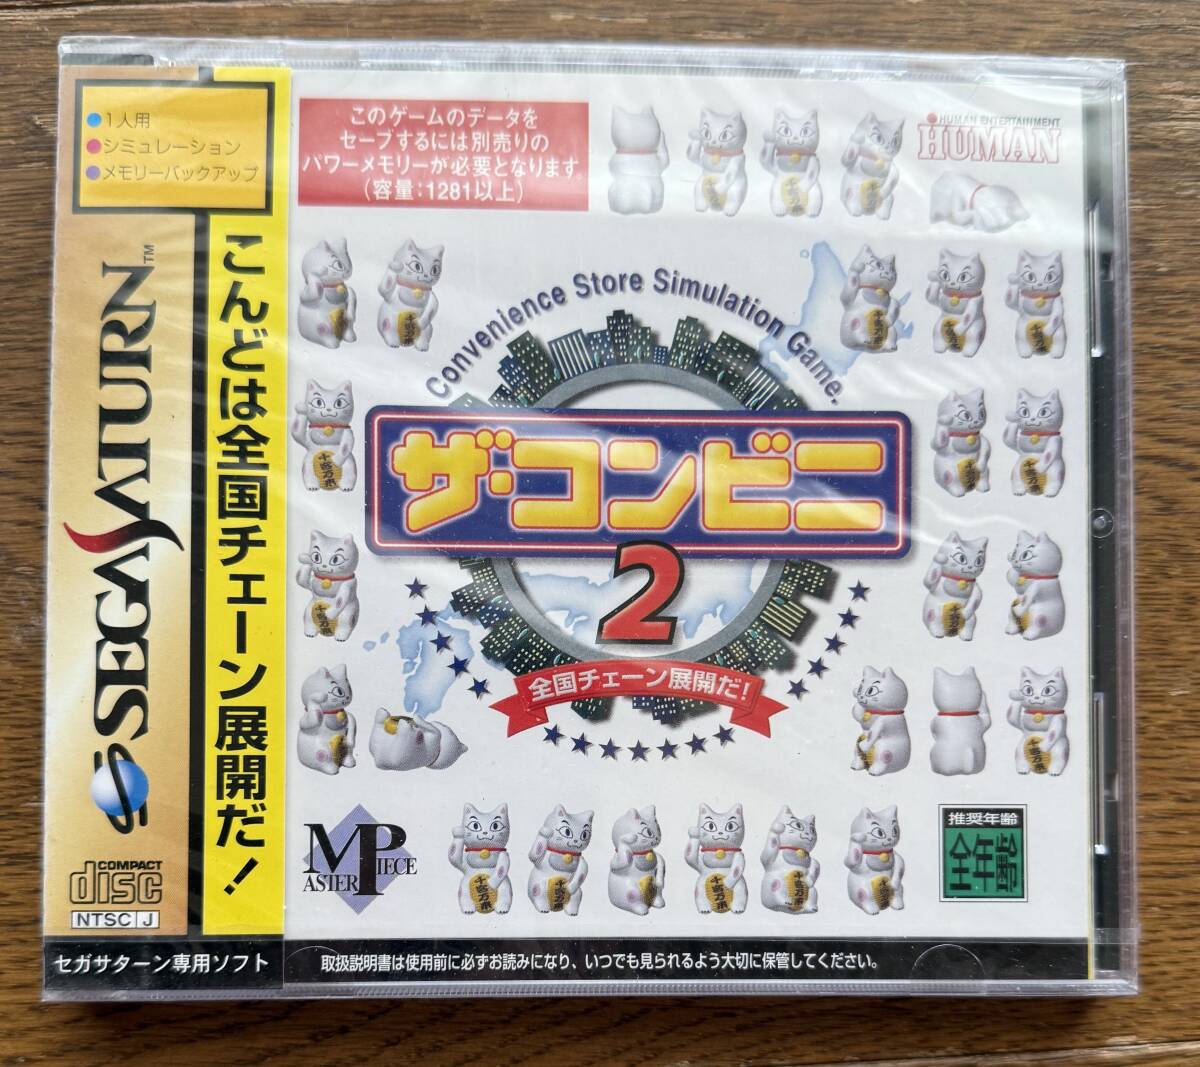 ●1人用
●シミュレーション
●メモリーバックアップ
SEGA SATURN™
COMPACT
disc
NTSC J
セガサターン専用ソフト
こんどは全国チェーン展開だ!
このゲームのデータを
セーブするには別売りの
パワーメモリーが必要となります。
(容量:1281以上)
HUMAN ENTERTAINMENT
HUMAN
Convenience Store Simulation Game.
ザ・コンビニ
2
全国チェーン展開だ!
MASTER PIECE
推奨年齢
全年齢
取扱説明書は使用前に必ずお読みになり、いつでも見られるよう大切に保管してください。